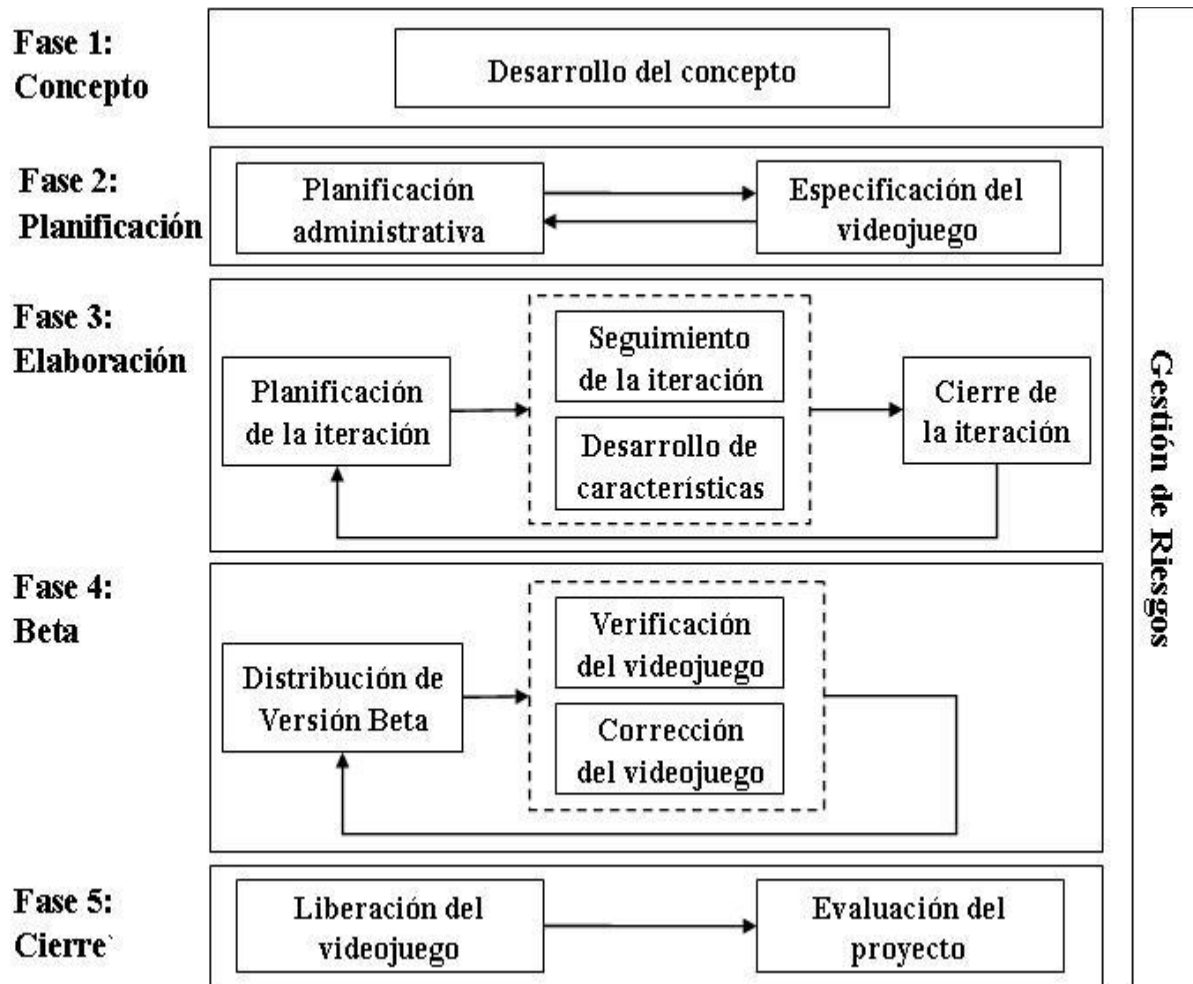 Fase 1:
Concepto
Desarrollo del concepto
Fase 2:
Planificación
Planificación
administrativa
Especificación del
videojuego
Fase 3:
Elaboración
Planificación
de la iteración
Seguimiento
de la iteración
Desarrollo de
características
Cierre de
la iteración
Fase 4:
Beta
Distribución de
Versión Beta
Verificación
del videojuego
Corrección
del videojuego
Fase 5:
Cierre`
Liberación del
videojuego
Evaluación del
proyecto
Gestión de Riesgos